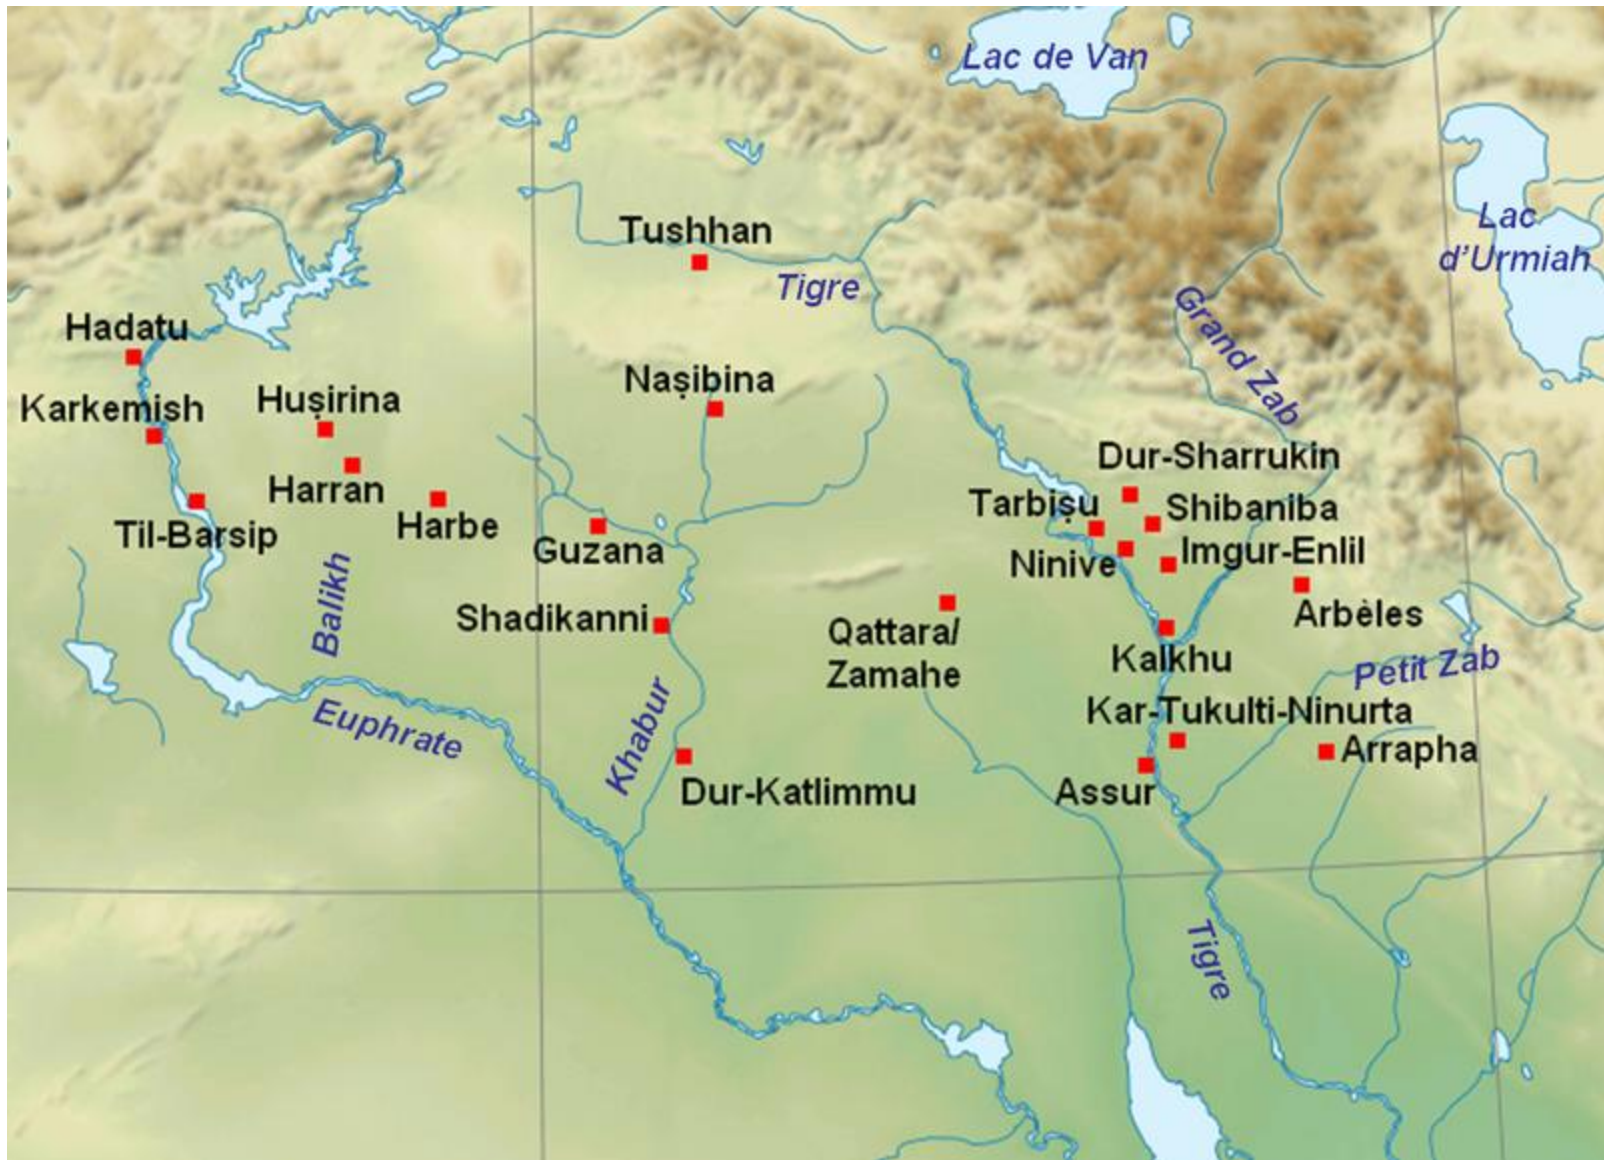 Lac de Van
Lac
d'Urmiah
Tushhan
Tigre
Grand Zab
Hadatu
Karkemish
Huṣirina
Naṣibina
Harran
Harbe
Til-Barsip
Guzana
Dur-Sharrukin
Tarbiṣu
Shibaniba
Ninive
Imgur-Enlil
Arbèles
Balikh
Shadikanni
Qattara/
Zamahe
Kalkhu
Petit Zab
Euphrate
Khabur
Kar-Tukulti-Ninurta
Arrapha
Dur-Katlimmu
Assur
Tigre